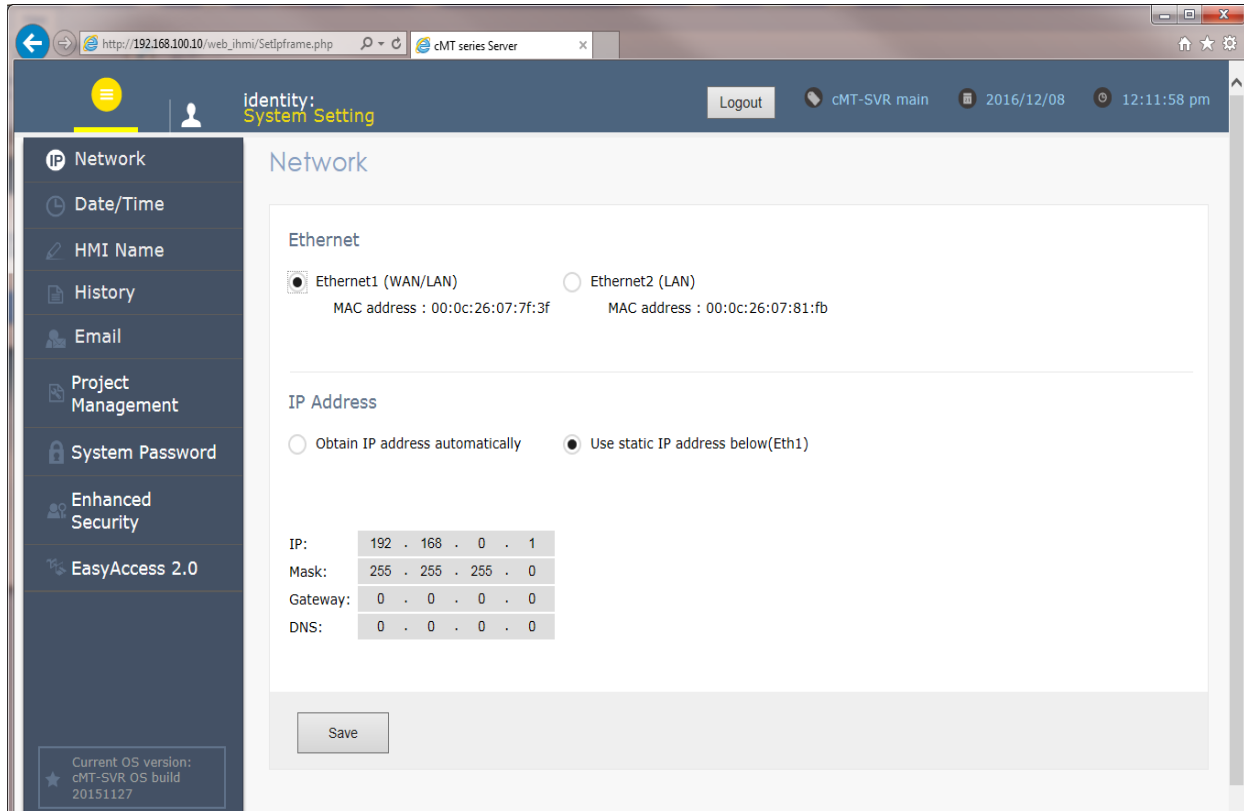 http://192.168.100.10/web_ihmi/SetIpframe.php
cMT series Server
identity:
System Setting
Logout
cMT-SVR main
2016/12/08
12:11:58 pm
IP Network
Date/Time
HMI Name
History
Email
Project
Management
System Password
Enhanced
Security
EasyAccess 2.0
Current OS version:
cMT-SVR OS build
20151127
Network
Ethernet
Ethernet1 (WAN/LAN) Ethernet2 (LAN)
MAC address : 00:0c:26:07:7f:3f MAC address : 00:0c:26:07:81:fb
IP Address
Obtain IP address automatically Use static IP address below(Eth1)
IP: 192 . 168 . 0 . 1
Mask: 255 . 255 . 255 . 0
Gateway: 0 . 0 . 0 . 0
DNS: 0 . 0 . 0 . 0
Save